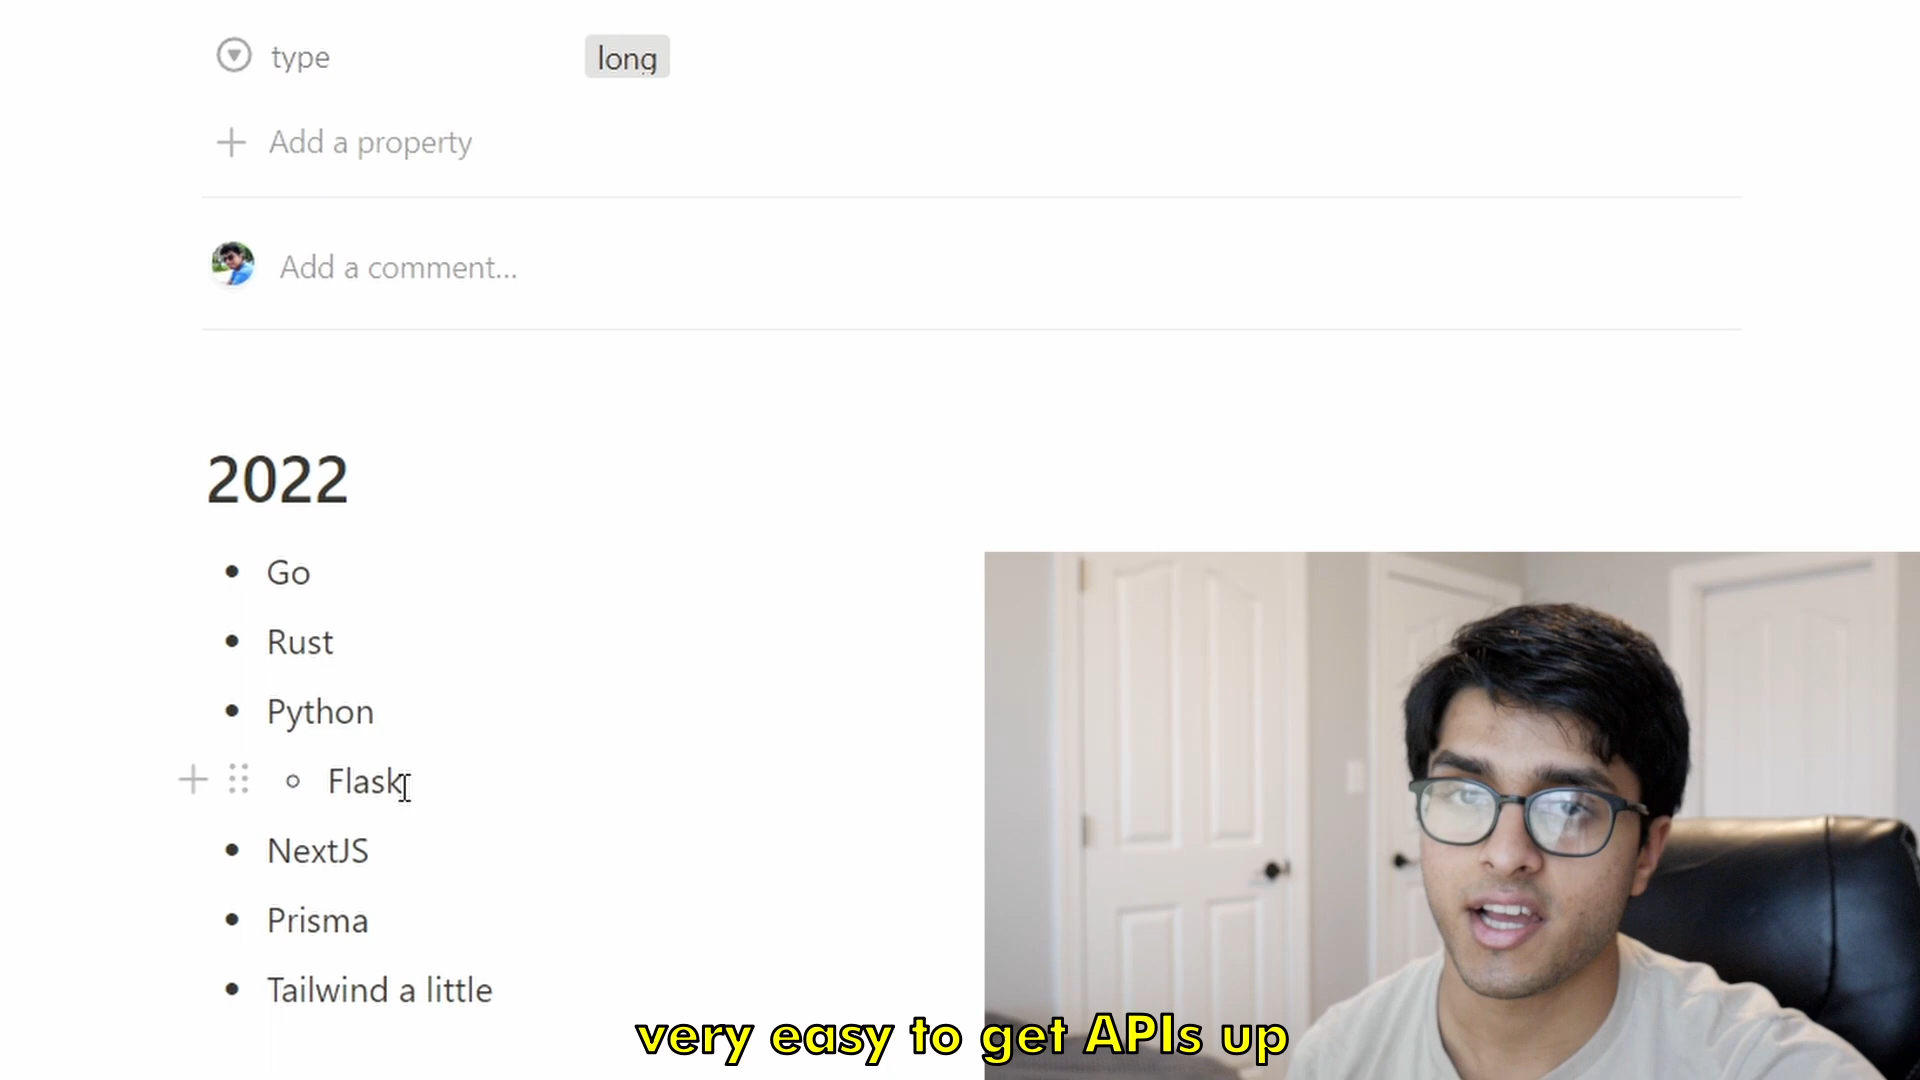 type long
Add a property
Add a comment...
2022
Go
Rust
Python
Flask
NextJS
Prisma
Tailwind a little
very easy to get APIs up